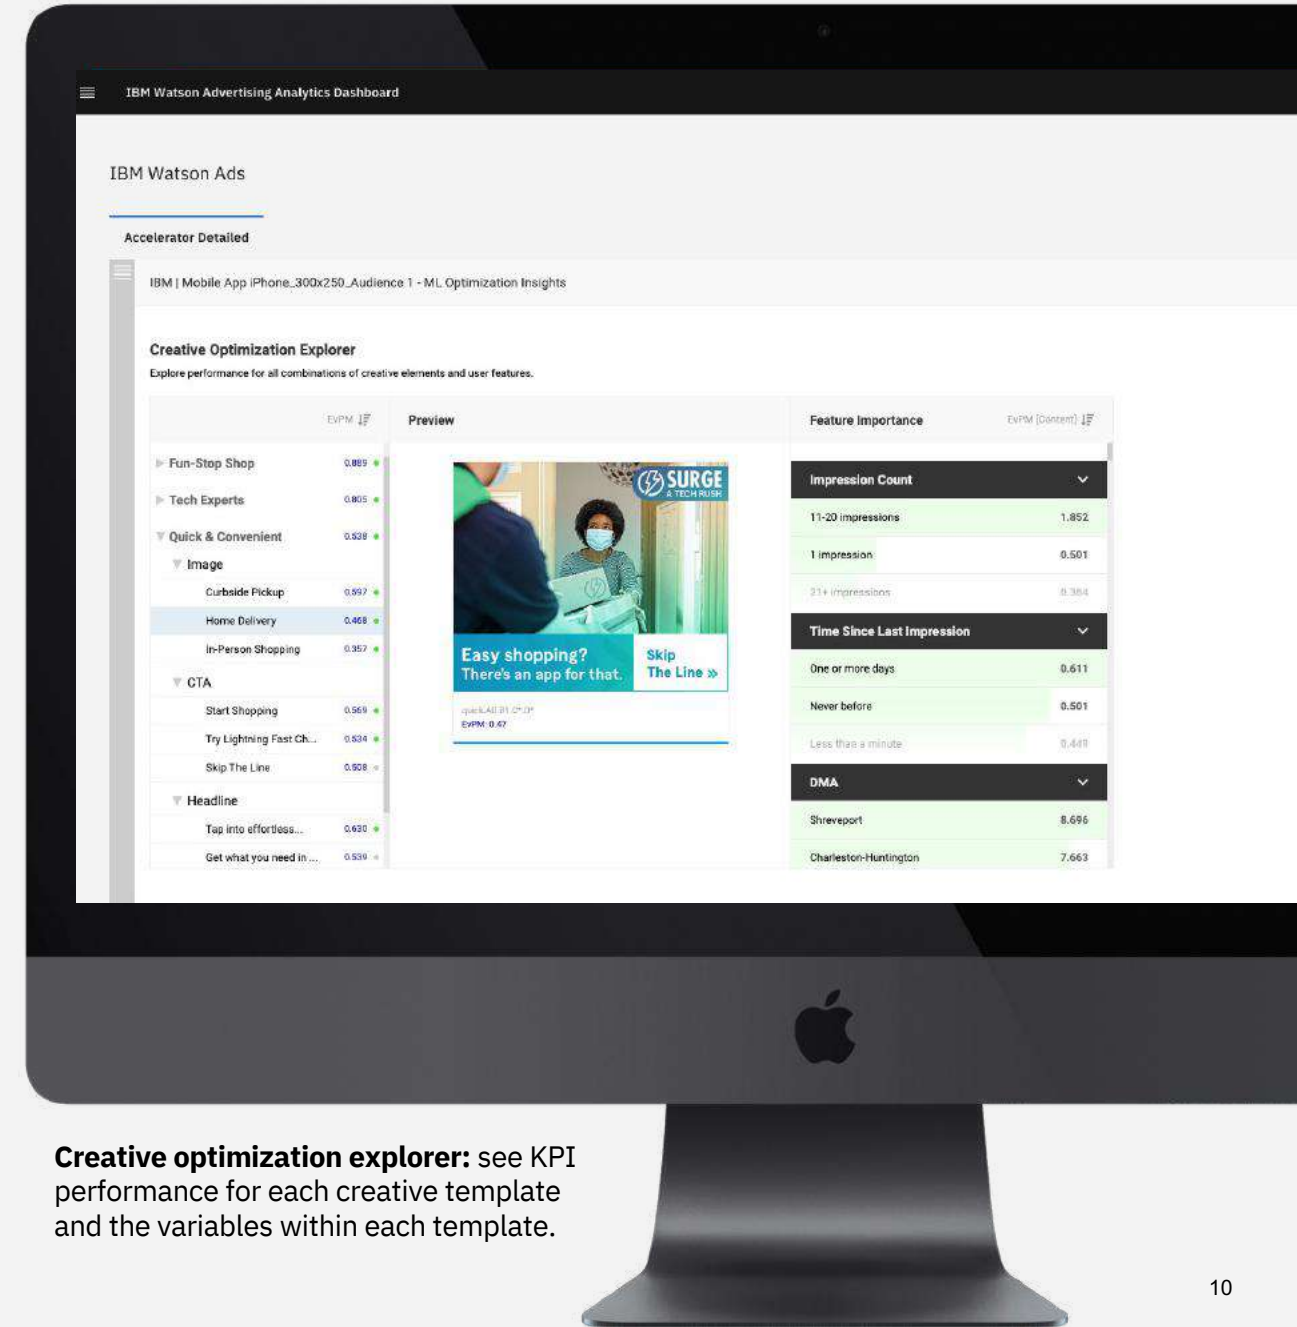 IBM Watson Advertising Analytics Dashboard
IBM Watson Ads
Accelerator Detailed
IBM | Mobile App iPhone_300x250_Audience 1 - ML Optimization Insights
Creative Optimization Explorer
Explore performance for all combinations of creative elements and user features.
EvPM
Fun-Stop Shop 0.889
Tech Experts 0.805
Quick & Convenient 0.538
Image
Curbside Pickup 0.597
Home Delivery 0.468
In-Person Shopping 0.357
CTA
Start Shopping 0.569
Try Lightning Fast Ch... 0.534
Skip The Line 0.508
Headline
Tap into effortless... 0.630
Get what you need in ... 0.539
Preview
SURGE
A TECH RUSH
Easy shopping?
There's an app for that.
Skip
The Line »
EvPM: 0.47
Feature Importance EvPM (Content)
Impression Count
11-20 impressions 1.852
1 impression 0.501
21+ impressions 0.364
Time Since Last Impression
One or more days 0.611
Never before 0.501
Less than a minute 0.449
DMA
Shreveport 8.696
Charleston-Huntington 7.663
Creative optimization explorer: see KPI
performance for each creative template
and the variables within each template.
10